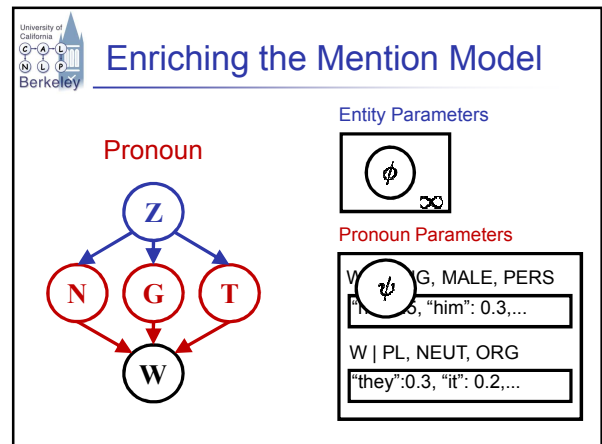 University of
California
C A L
N L P
Berkeley
Enriching the Mention Model
Entity Parameters
ϕ
∞
Pronoun
Z
N G T
W
Pronoun Parameters
W G, MALE, PERS
ψ
5, “him”: 0.3,...
W | PL, NEUT, ORG
“they”:0.3, “it”: 0.2,...